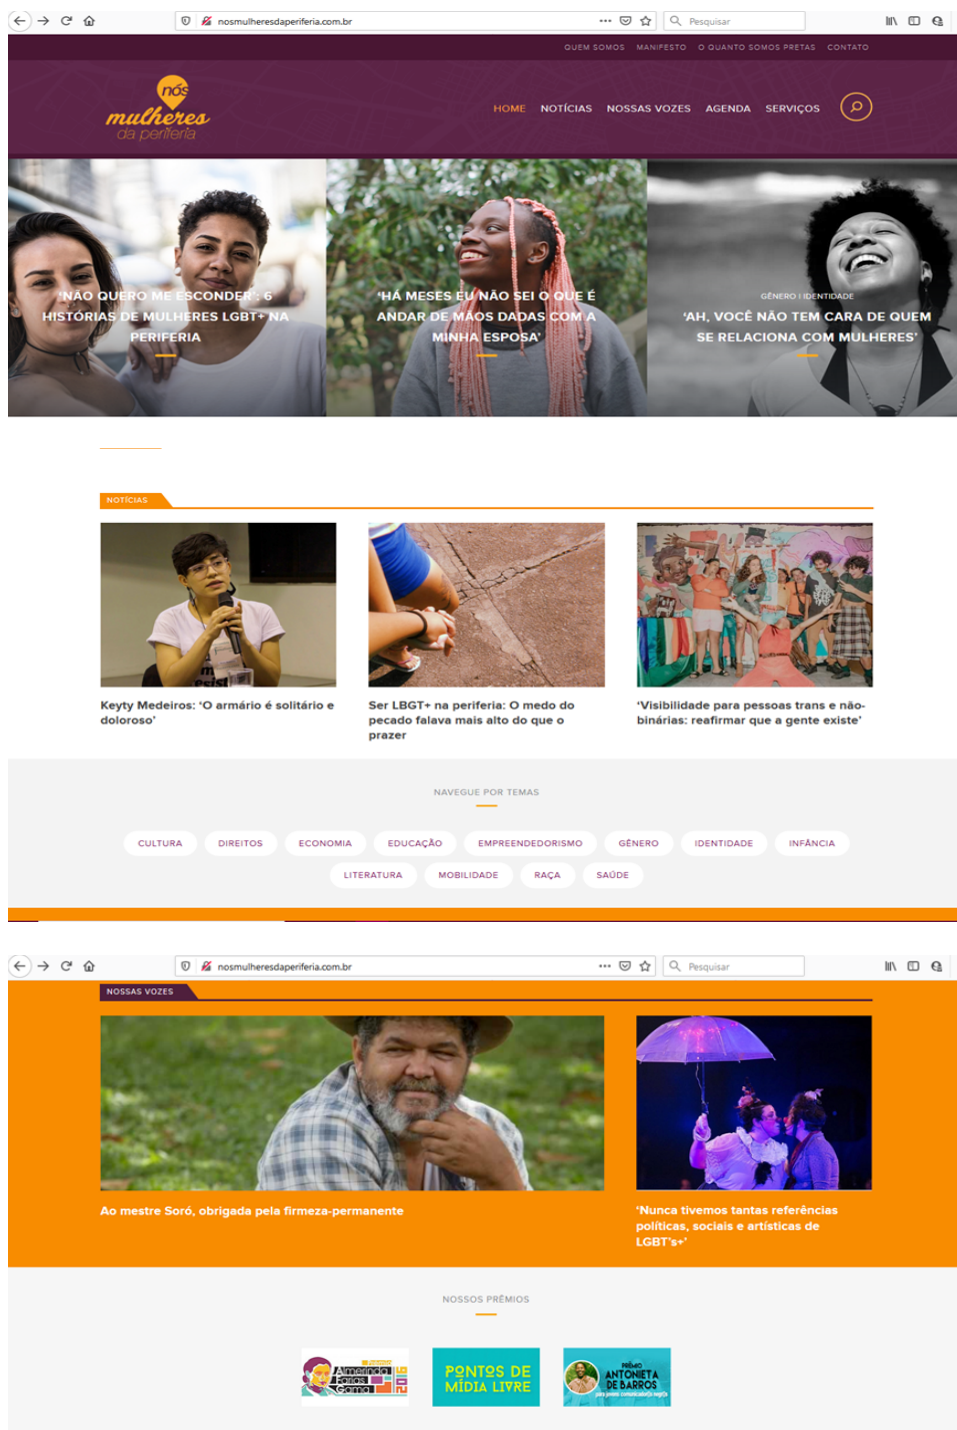 nosmulheresdaperiferia.com.br
Pesquisar
QUEM SOMOS MANIFESTO O QUANTO SOMOS PRETAS CONTATO
nós
mulheres
da periferia
HOME NOTÍCIAS NOSSAS VOZES AGENDA SERVIÇOS
'NÃO QUERO ME ESCONDER': 6
HISTÓRIAS DE MULHERES LGBT+ NA
PERIFERIA
'HÁ MESES EU NÃO SEI O QUE É
ANDAR DE MÃOS DADAS COM A
MINHA ESPOSA'
GÊNERO | IDENTIDADE
'AH, VOCÊ NÃO TEM CARA DE QUEM
SE RELACIONA COM MULHERES'
NOTÍCIAS
Keyty Medeiros: 'O armário é solitário e
doloroso'
Ser LBGT+ na periferia: O medo do
pecado falava mais alto do que o
prazer
'Visibilidade para pessoas trans e não-
binárias: reafirmar que a gente existe'
NAVEGUE POR TEMAS
CULTURA DIREITOS ECONOMIA EDUCAÇÃO EMPREENDEDORISMO GÊNERO IDENTIDADE INFÂNCIA
LITERATURA MOBILIDADE RAÇA SAÚDE
nosmulheresdaperiferia.com.br
Pesquisar
NOSSAS VOZES
Ao mestre Soró, obrigada pela firmeza-permanente
'Nunca tivemos tantas referências
políticas, sociais e artísticas de
LGBT's+'
NOSSOS PRÊMIOS
Almerinda
Farias
Gama
PONTOS DE
MÍDIA LIVRE
PRÊMIO
ANTONIETA
DE BARROS